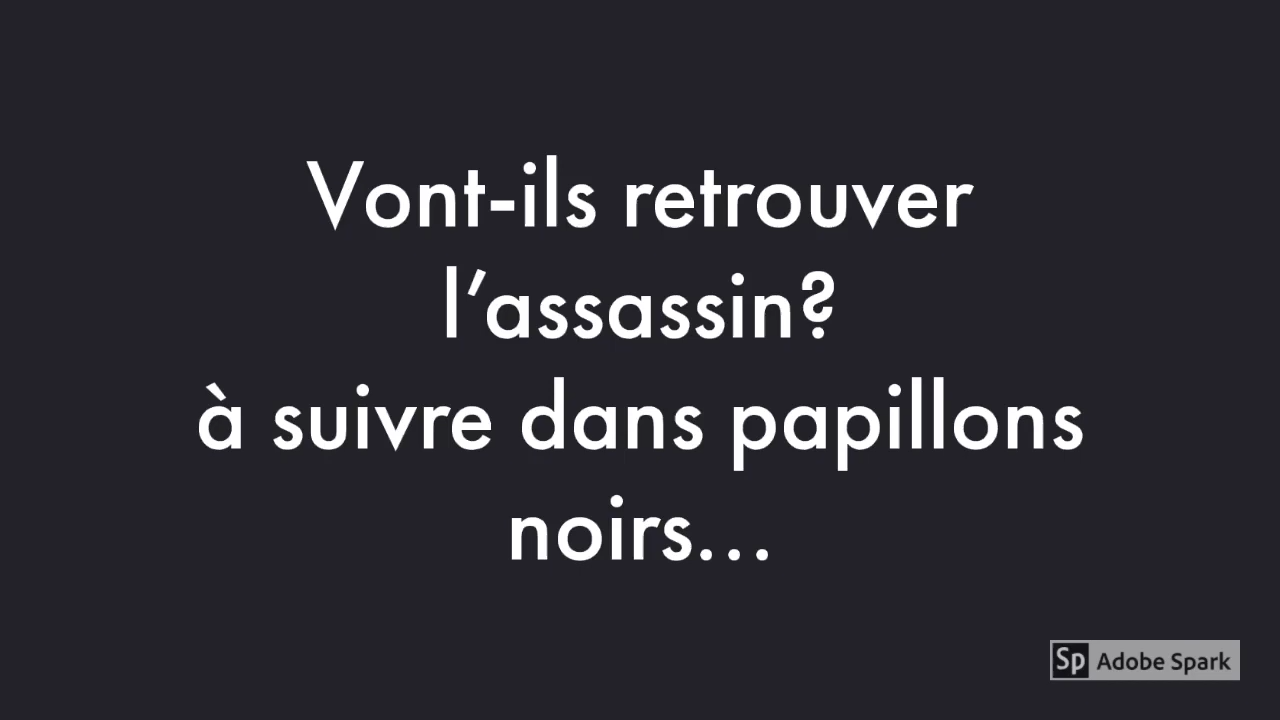 Vont-ils retrouver
l’assassin?
à suivre dans papillons
noirs...
Sp Adobe Spark